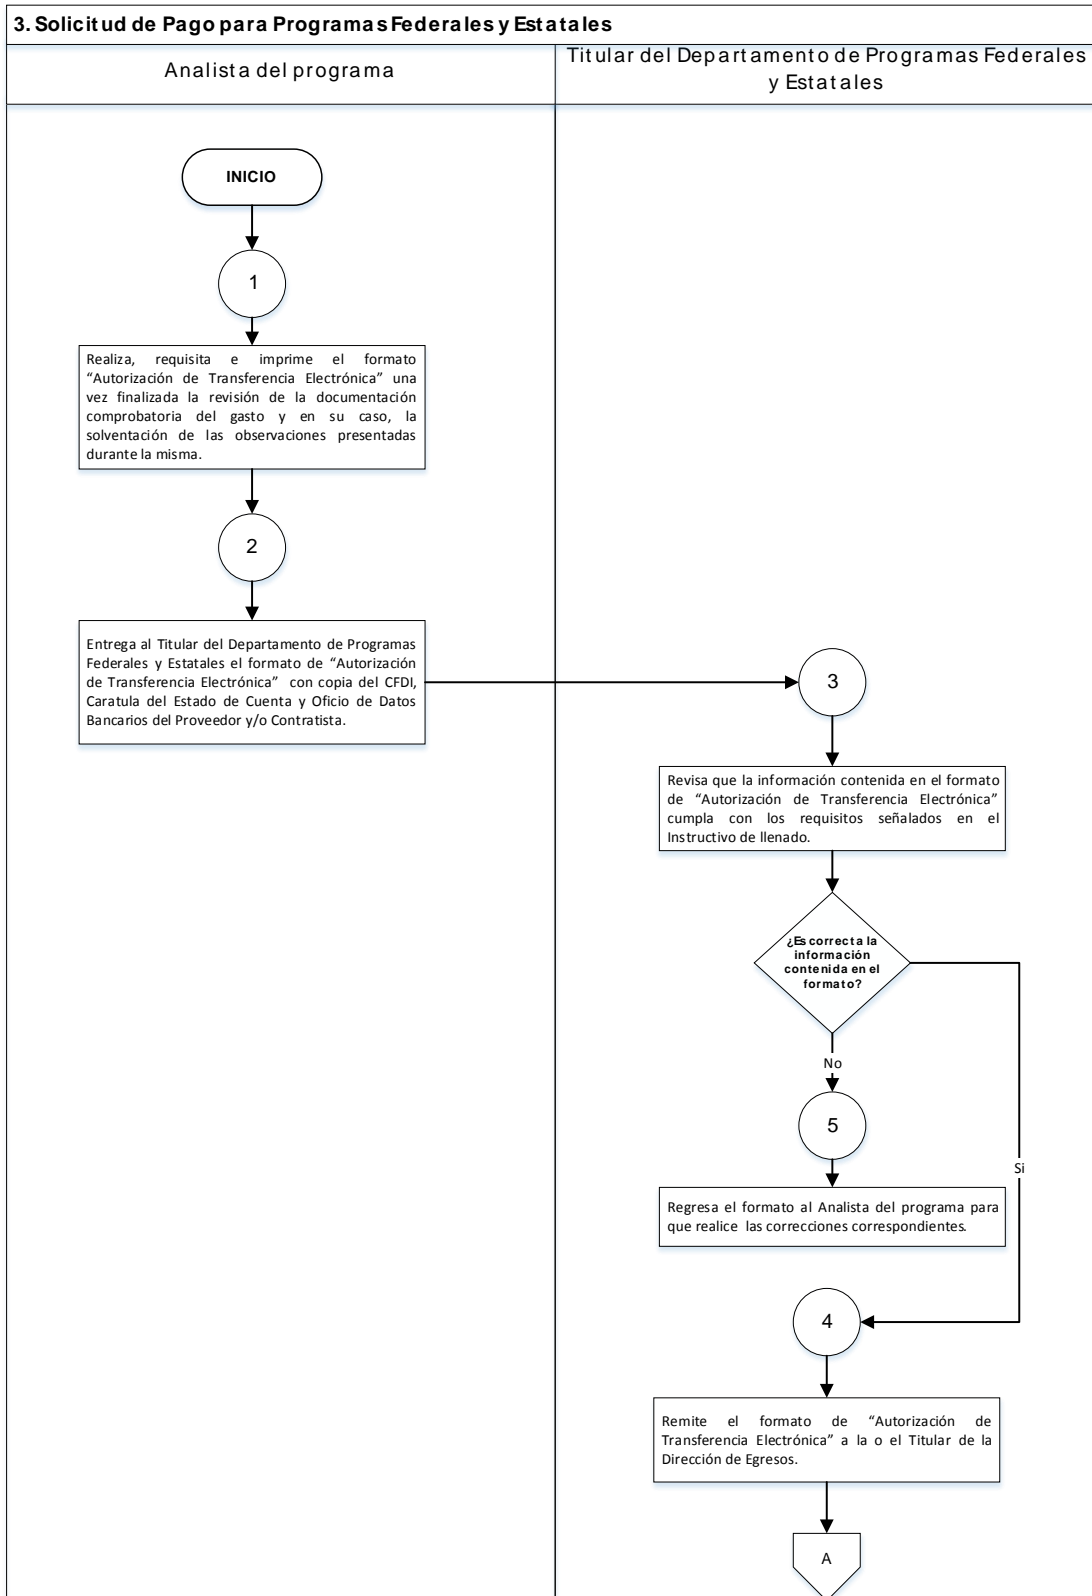 3. Solicitud de Pago para Programas Federales y Estatales
Analista del programa
Titular del Departamento de Programas Federales
y Estatales
INICIO
1
Realiza, requisita e imprime el formato
“Autorización de Transferencia Electrónica” una
vez finalizada la revisión de la documentación
comprobatoria del gasto y en su caso, la
solventación de las observaciones presentadas
durante la misma.
2
Entrega al Titular del Departamento de Programas
Federales y Estatales el formato de “Autorización
de Transferencia Electrónica” con copia del CFDI,
Caratula del Estado de Cuenta y Oficio de Datos
Bancarios del Proveedor y/o Contratista.
3
Revisa que la información contenida en el formato
de “Autorización de Transferencia Electrónica”
cumpla con los requisitos señalados en el
Instructivo de llenado.
¿Es correcta la
información
contenida en el
formato?
No
5
Si
Regresa el formato al Analista del programa para
que realice las correcciones correspondientes.
4
Remite el formato de “Autorización de
Transferencia Electrónica” a la o el Titular de la
Dirección de Egresos.
A